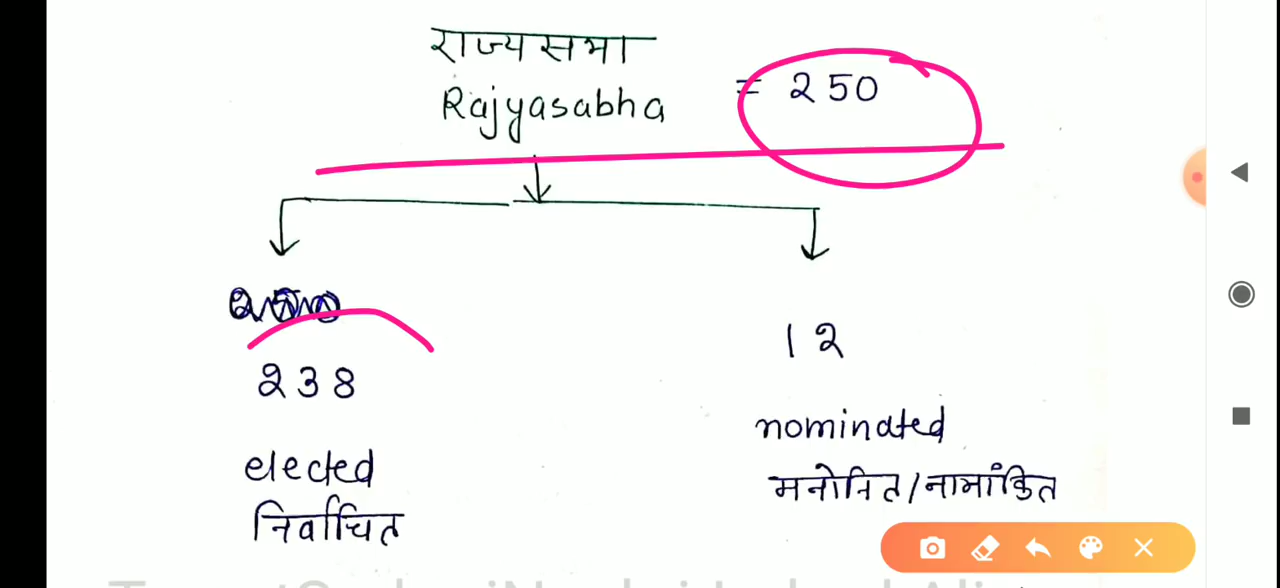 राज्यसभा
Rajyasabha = 250
238
elected
निर्वाचित
12
nominated
मनोनित/नामांकित